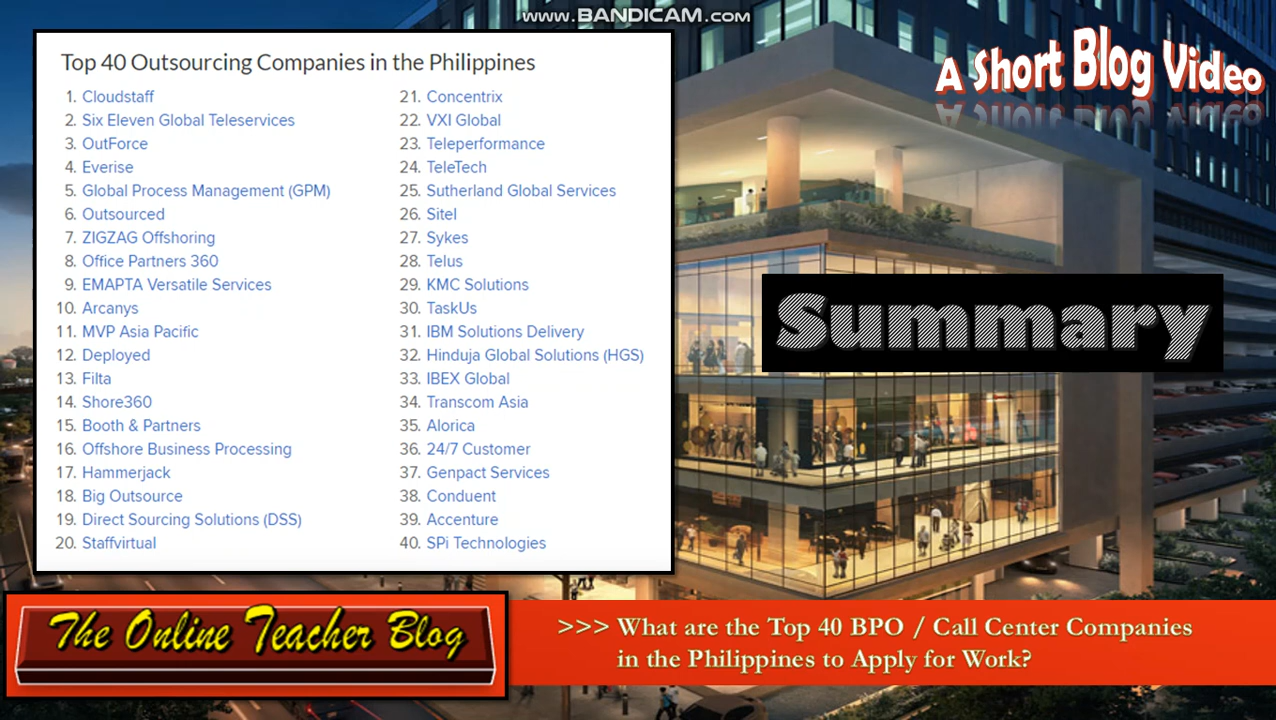 www.BANDICAM.com
Top 40 Outsourcing Companies in the Philippines
1. Cloudstaff
2. Six Eleven Global Teleservices
3. OutForce
4. Everise
5. Global Process Management (GPM)
6. Outsourced
7. ZIGZAG Offshoring
8. Office Partners 360
9. EMAPTA Versatile Services
10. Arcanys
11. MVP Asia Pacific
12. Deployed
13. Filta
14. Shore360
15. Booth & Partners
16. Offshore Business Processing
17. Hammerjack
18. Big Outsource
19. Direct Sourcing Solutions (DSS)
20. Staffvirtual
21. Concentrix
22. VXI Global
23. Teleperformance
24. TeleTech
25. Sutherland Global Services
26. Sitel
27. Sykes
28. Telus
29. KMC Solutions
30. TaskUs
31. IBM Solutions Delivery
32. Hinduja Global Solutions (HGS)
33. IBEX Global
34. Transcom Asia
35. Alorica
36. 24/7 Customer
37. Genpact Services
38. Conduent
39. Accenture
40. SPi Technologies
A Short Blog Video
Summary
The Online Teacher Blog
>>> What are the Top 40 BPO / Call Center Companies
in the Philippines to Apply for Work?